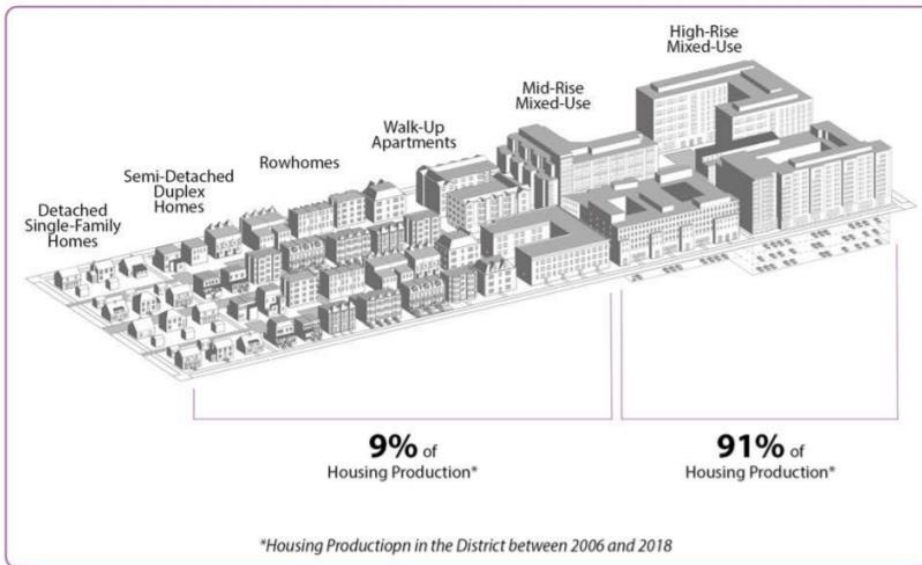 High-Rise
Mixed-Use
Mid-Rise
Mixed-Use
Walk-Up
Apartments
Rowhomes
Semi-Detached
Duplex
Homes
Detached
Single-Family
Homes
9% of
Housing Production*
91% of
Housing Production*
*Housing Productiopn in the District between 2006 and 2018